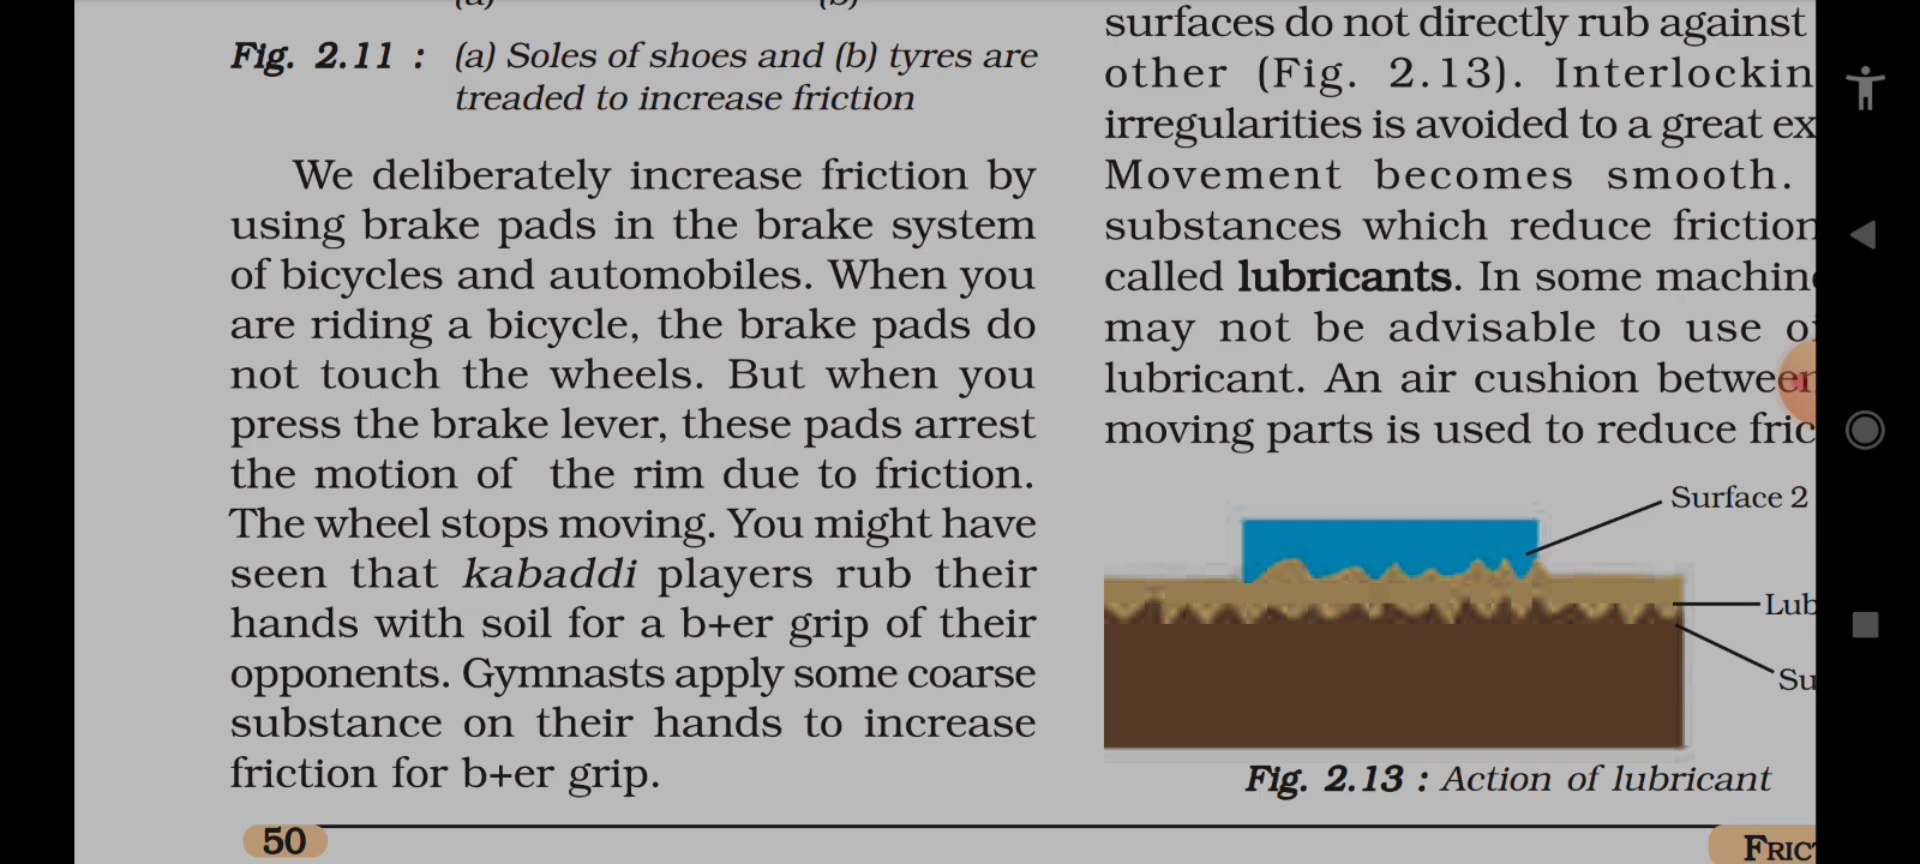 Fig. 2.11 : (a) Soles of shoes and (b) tyres are
treaded to increase friction
We deliberately increase friction by
using brake pads in the brake system
of bicycles and automobiles. When you
are riding a bicycle, the brake pads do
not touch the wheels. But when you
press the brake lever, these pads arrest
the motion of the rim due to friction.
The wheel stops moving. You might have
seen that kabaddi players rub their
hands with soil for a b+er grip of their
opponents. Gymnasts apply some coarse
substance on their hands to increase
friction for b+er grip.
50
surfaces do not directly rub against
other (Fig. 2.13). Interlockin
irregularities is avoided to a great ex
Movement becomes smooth.
substances which reduce friction
called lubricants. In some machine
may not be advisable to use
lubricant. An air cushion between
moving parts is used to reduce fric
Surface 2
Lub
Su
Fig. 2.13 : Action of lubricant
FRIC